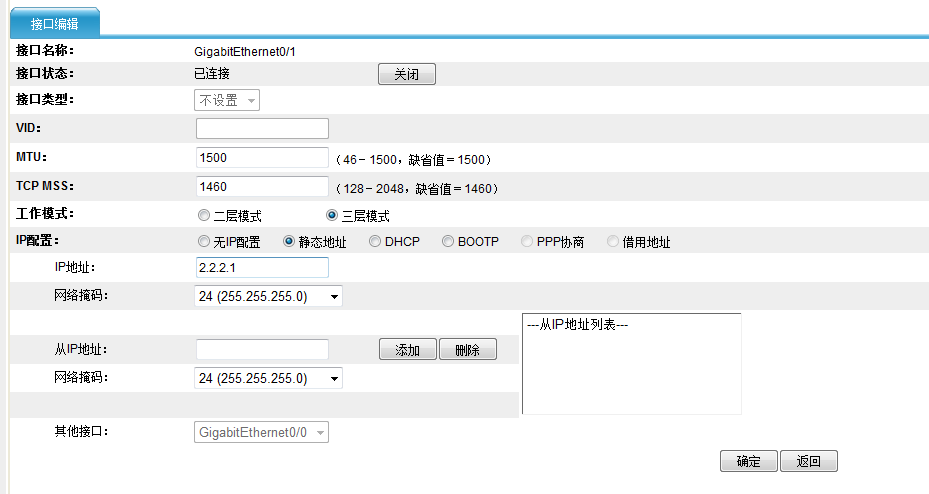 接口编辑
接口名称： GigabitEthernet0/1
接口状态： 已连接 关闭
接口类型： 不设置
VID：
MTU： 1500 （46－1500，缺省值＝1500）
TCP MSS： 1460 （128－2048，缺省值＝1460）
工作模式： 二层模式 三层模式
IP配置： 无IP配置 静态地址 DHCP BOOTP PPP协商 借用地址
IP地址： 2.2.2.1
网络掩码： 24 (255.255.255.0)
---从IP地址列表---
从IP地址： 添加 删除
网络掩码： 24 (255.255.255.0)
其他接口： GigabitEthernet0/0
确定 返回